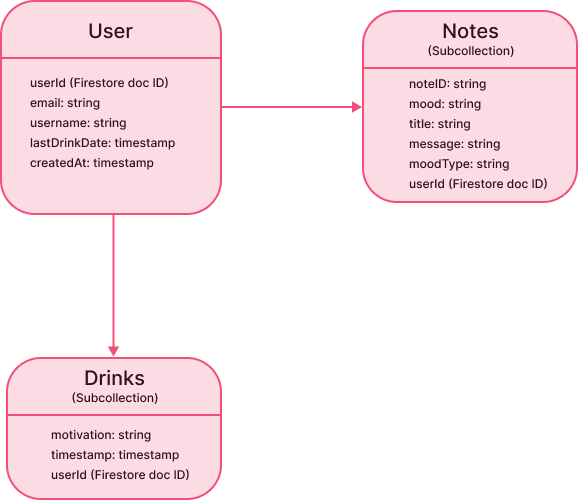 User
userId (Firestore doc ID)
email: string
username: string
lastDrinkDate: timestamp
createdAt: timestamp
Notes
(Subcollection)
noteID: string
mood: string
title: string
message: string
moodType: string
userId (Firestore doc ID)
Drinks
(Subcollection)
motivation: string
timestamp: timestamp
userId (Firestore doc ID)